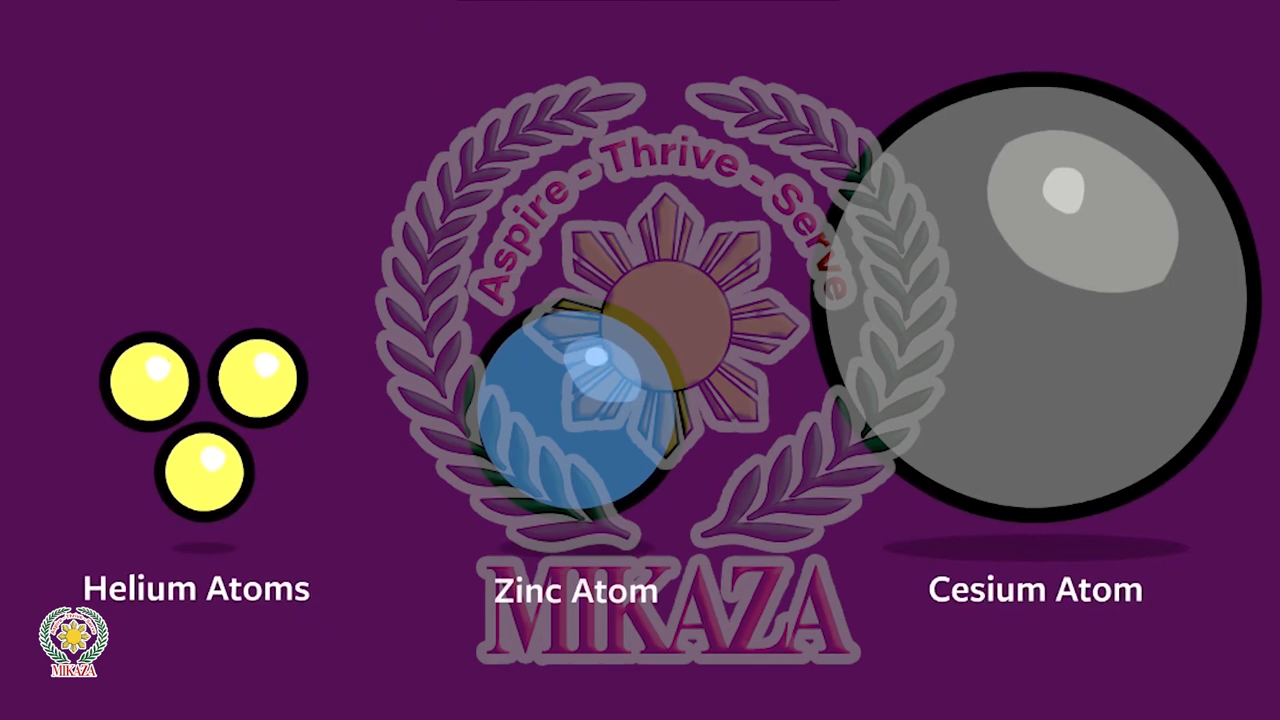 Aspire - Thrive - Serve
MIKAZA
Helium Atoms
Zinc Atom
Cesium Atom
MIKAZA